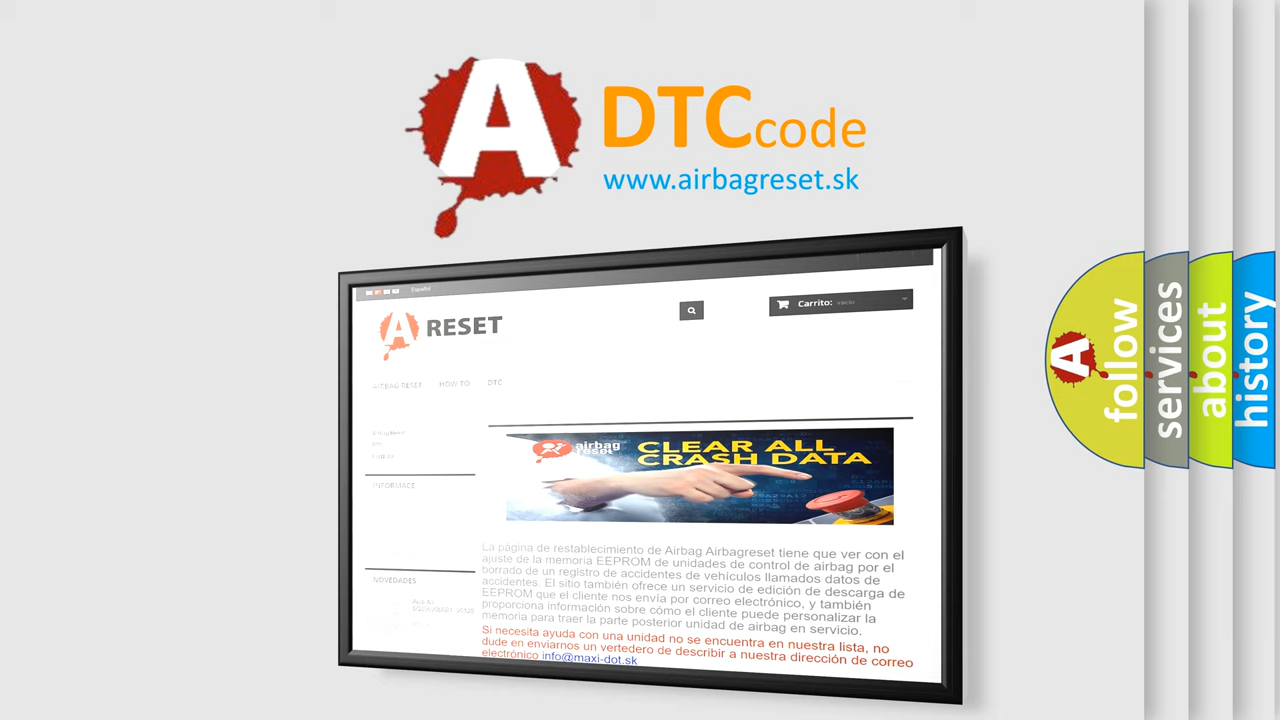 A
DTCcode
www.airbagreset.sk
Español
A RESET
Carrito: vacío
AIRBAG RESET HOW TO DTC
INFORMACE
airbag
reset
CLEAR ALL
CRASH DATA
La página de restablecimiento de Airbag Airbagreset tiene que ver con el
ajuste de la memoria EEPROM de unidades de control de airbag por el
borrado de un registro de accidentes de vehículos llamados datos de
accidentes. El sitio también ofrece un servicio de edición de descarga de
EEPROM que el cliente nos envía por correo electrónico, y también
proporciona información sobre cómo el cliente puede personalizar la
memoria para traer la parte posterior unidad de airbag en servicio.
Si necesita ayuda con una unidad no se encuentra en nuestra lista, no
dude en enviarnos un vertedero de describir a nuestra dirección de correo
electrónico info@maxi-dot.sk
NOVEDADES
A
follow
services
about
history